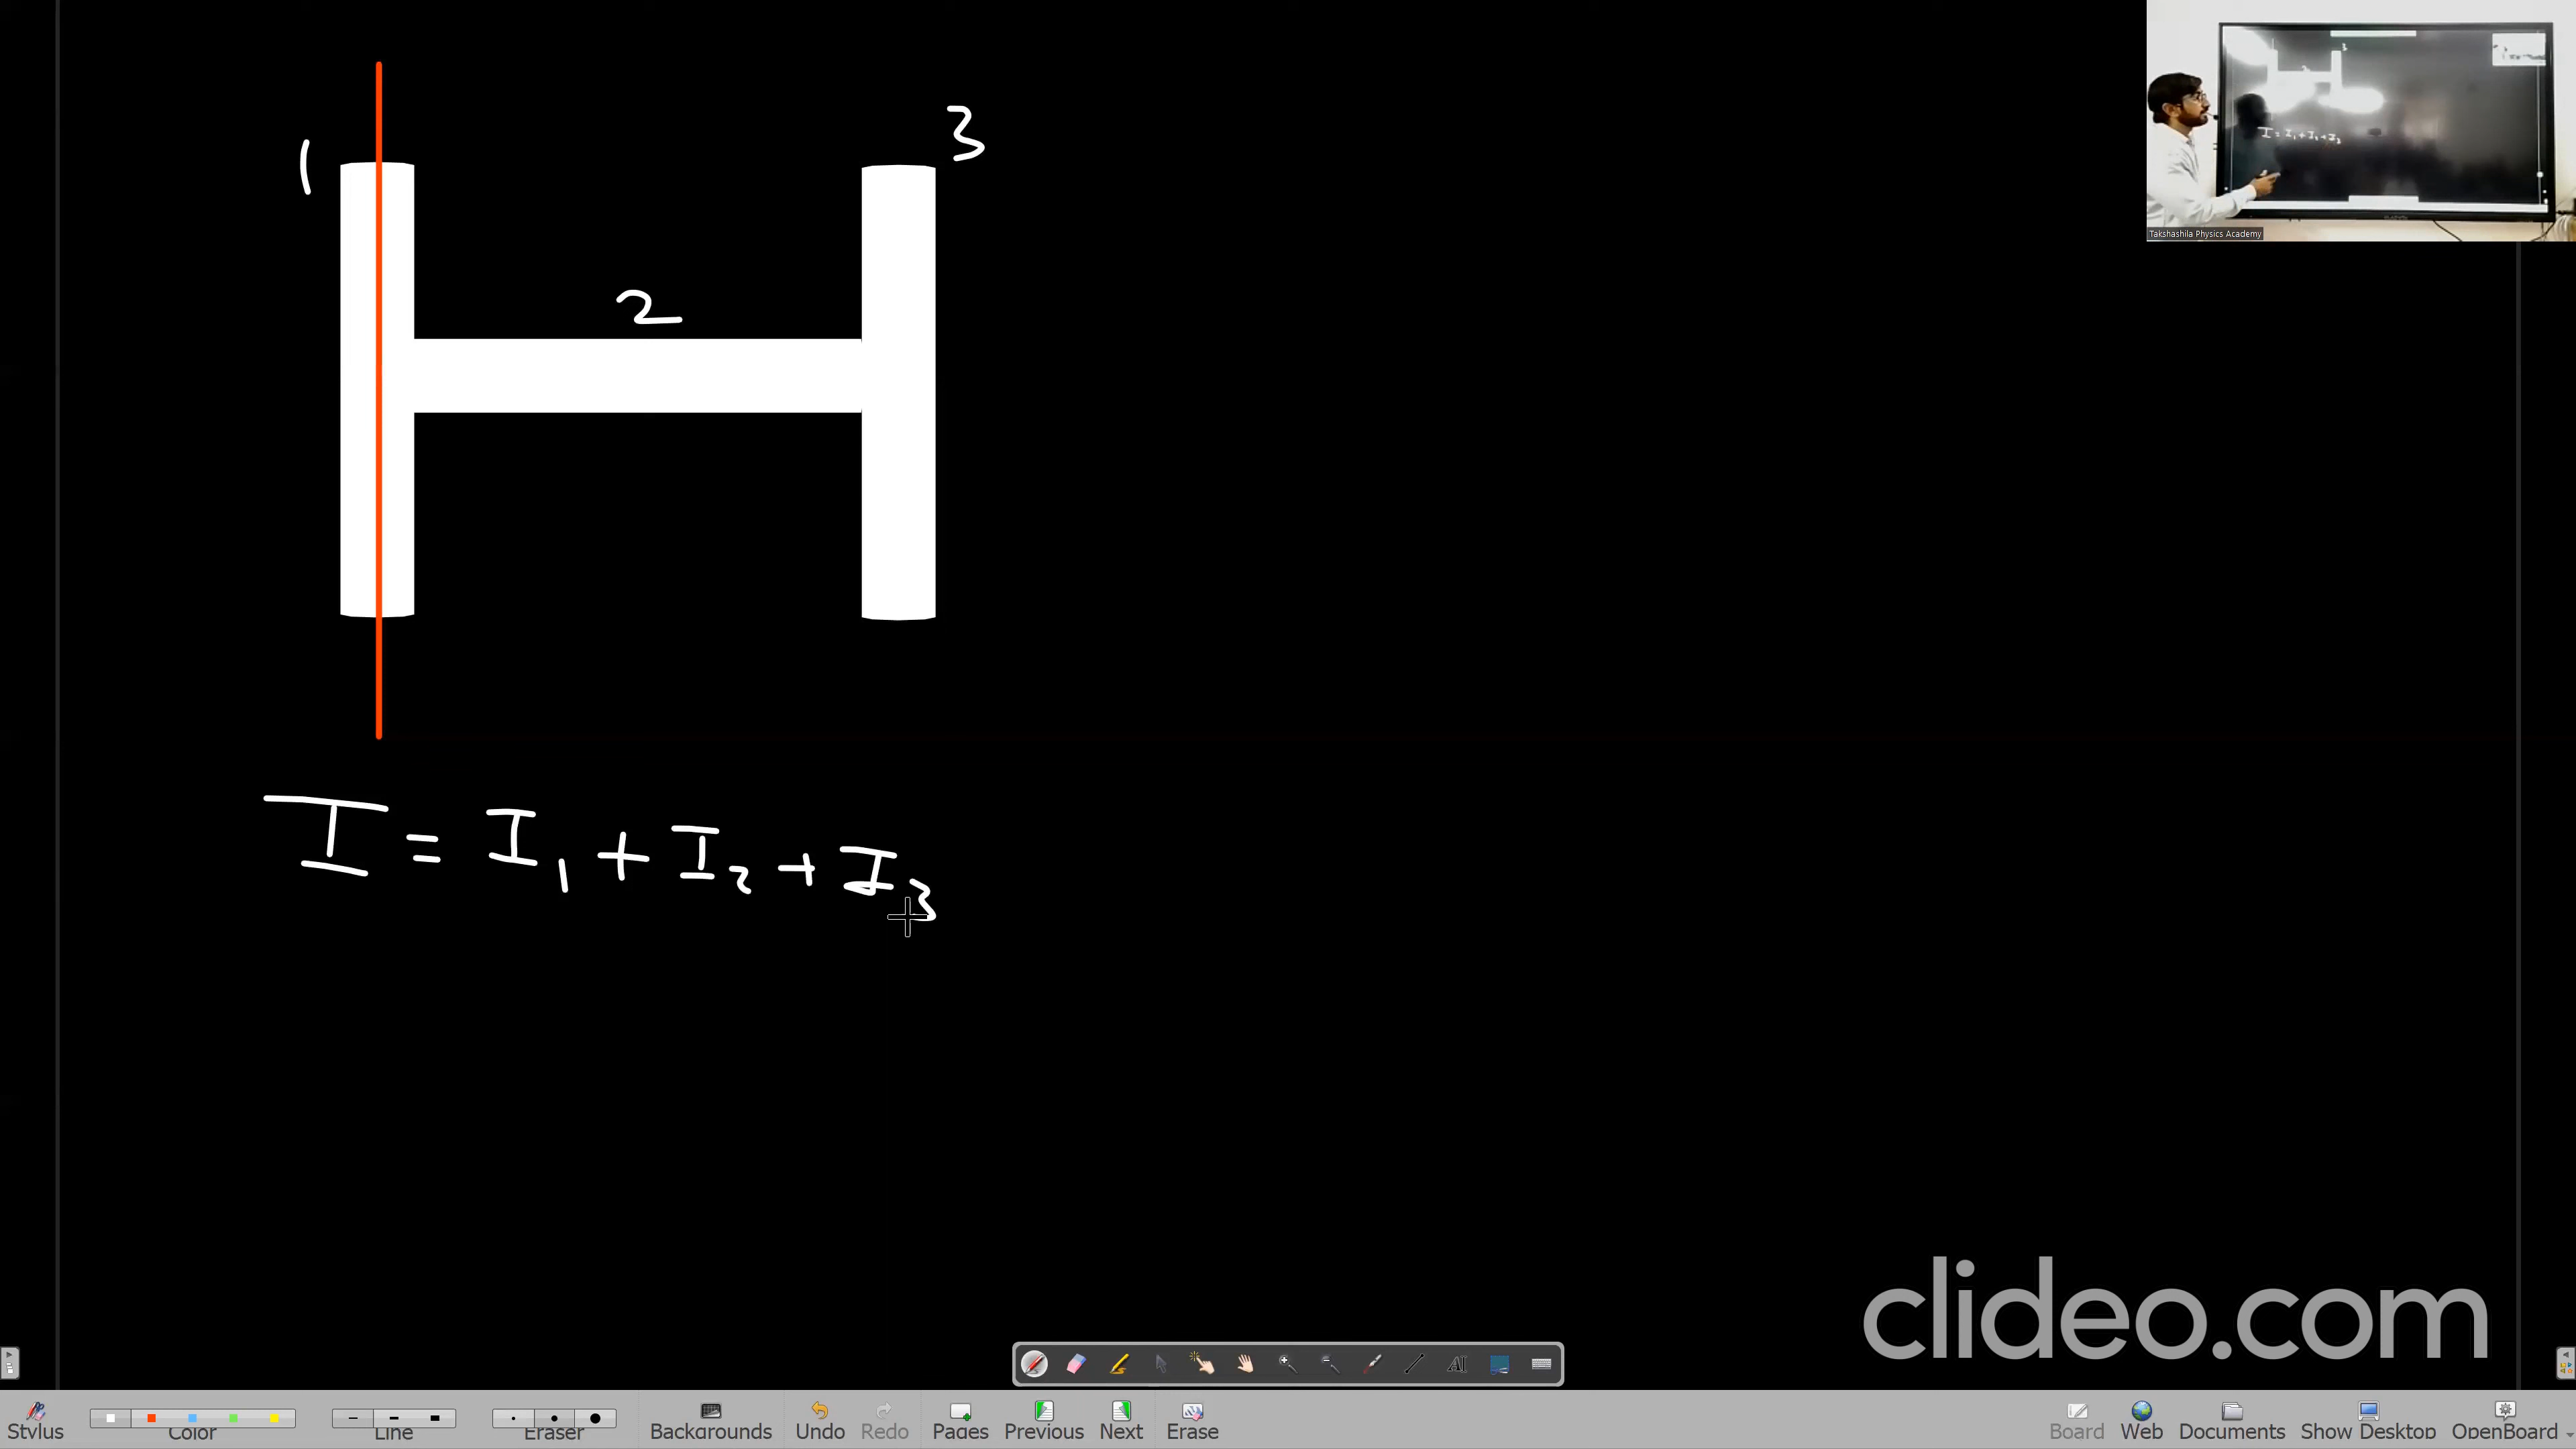 1
3
2
I = I₁ + I₂ + I₃
Takshashila Physics Academy
clideo.com
Stylus
Color
Line
Eraser
Backgrounds
Undo
Redo
Pages
Previous
Next
Erase
Board
Web
Documents
Show Desktop
OpenBoard